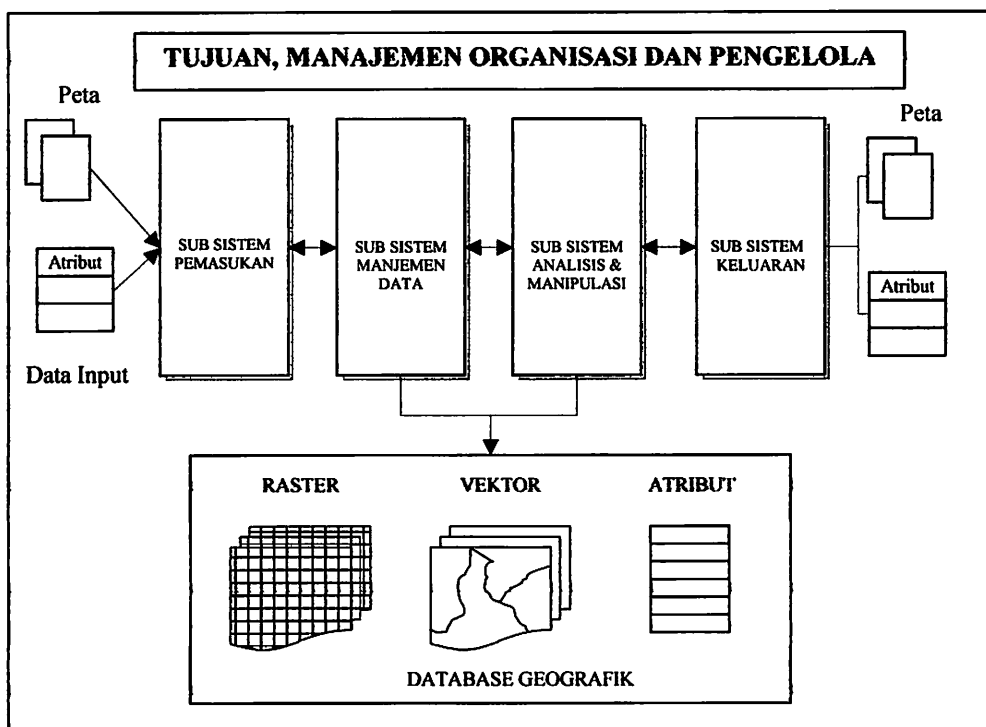 TUJUAN, MANAJEMEN ORGANISASI DAN PENGELOLA
Peta
Atribut
Data Input
SUB SISTEM
PEMASUKAN
SUB SISTEM
MANJEMEN
DATA
SUB SISTEM
ANALISIS &
MANIPULASI
SUB SISTEM
KELUARAN
Peta
Atribut
RASTER
VEKTOR
ATRIBUT
DATABASE GEOGRAFIK